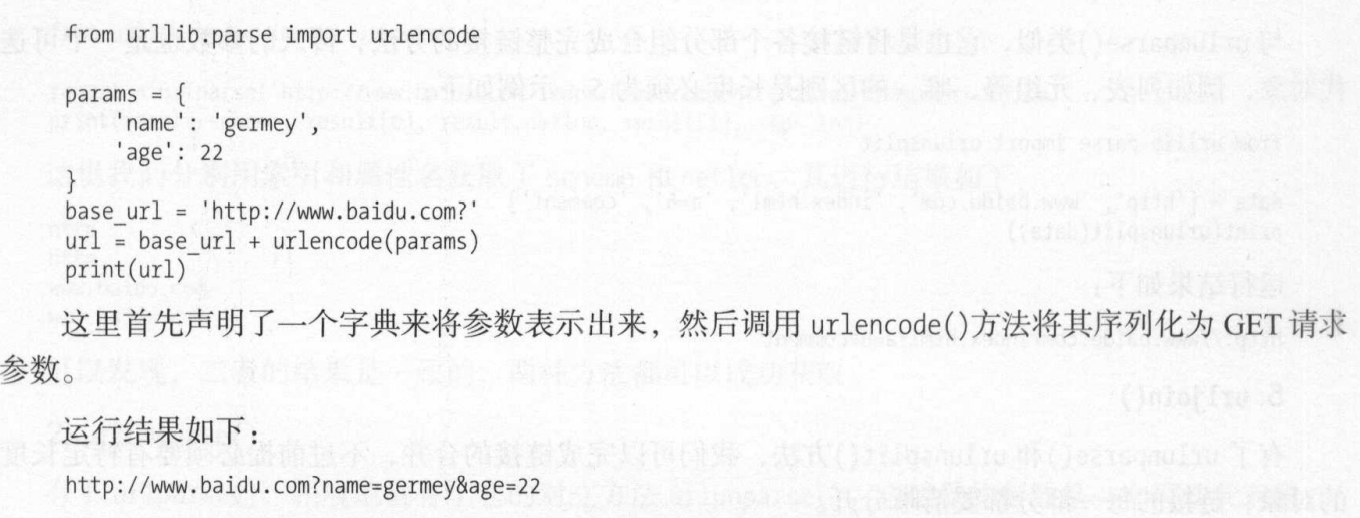 from urllib.parse import urlencode
params = {
    'name': 'germey',
    'age': 22
}
base_url = 'http://www.baidu.com?'
url = base_url + urlencode(params)
print(url)
这里首先声明了一个字典来将参数表示出来，然后调用 urlencode()方法将其序列化为 GET 请求
参数。
运行结果如下：
http://www.baidu.com?name=germey&age=22